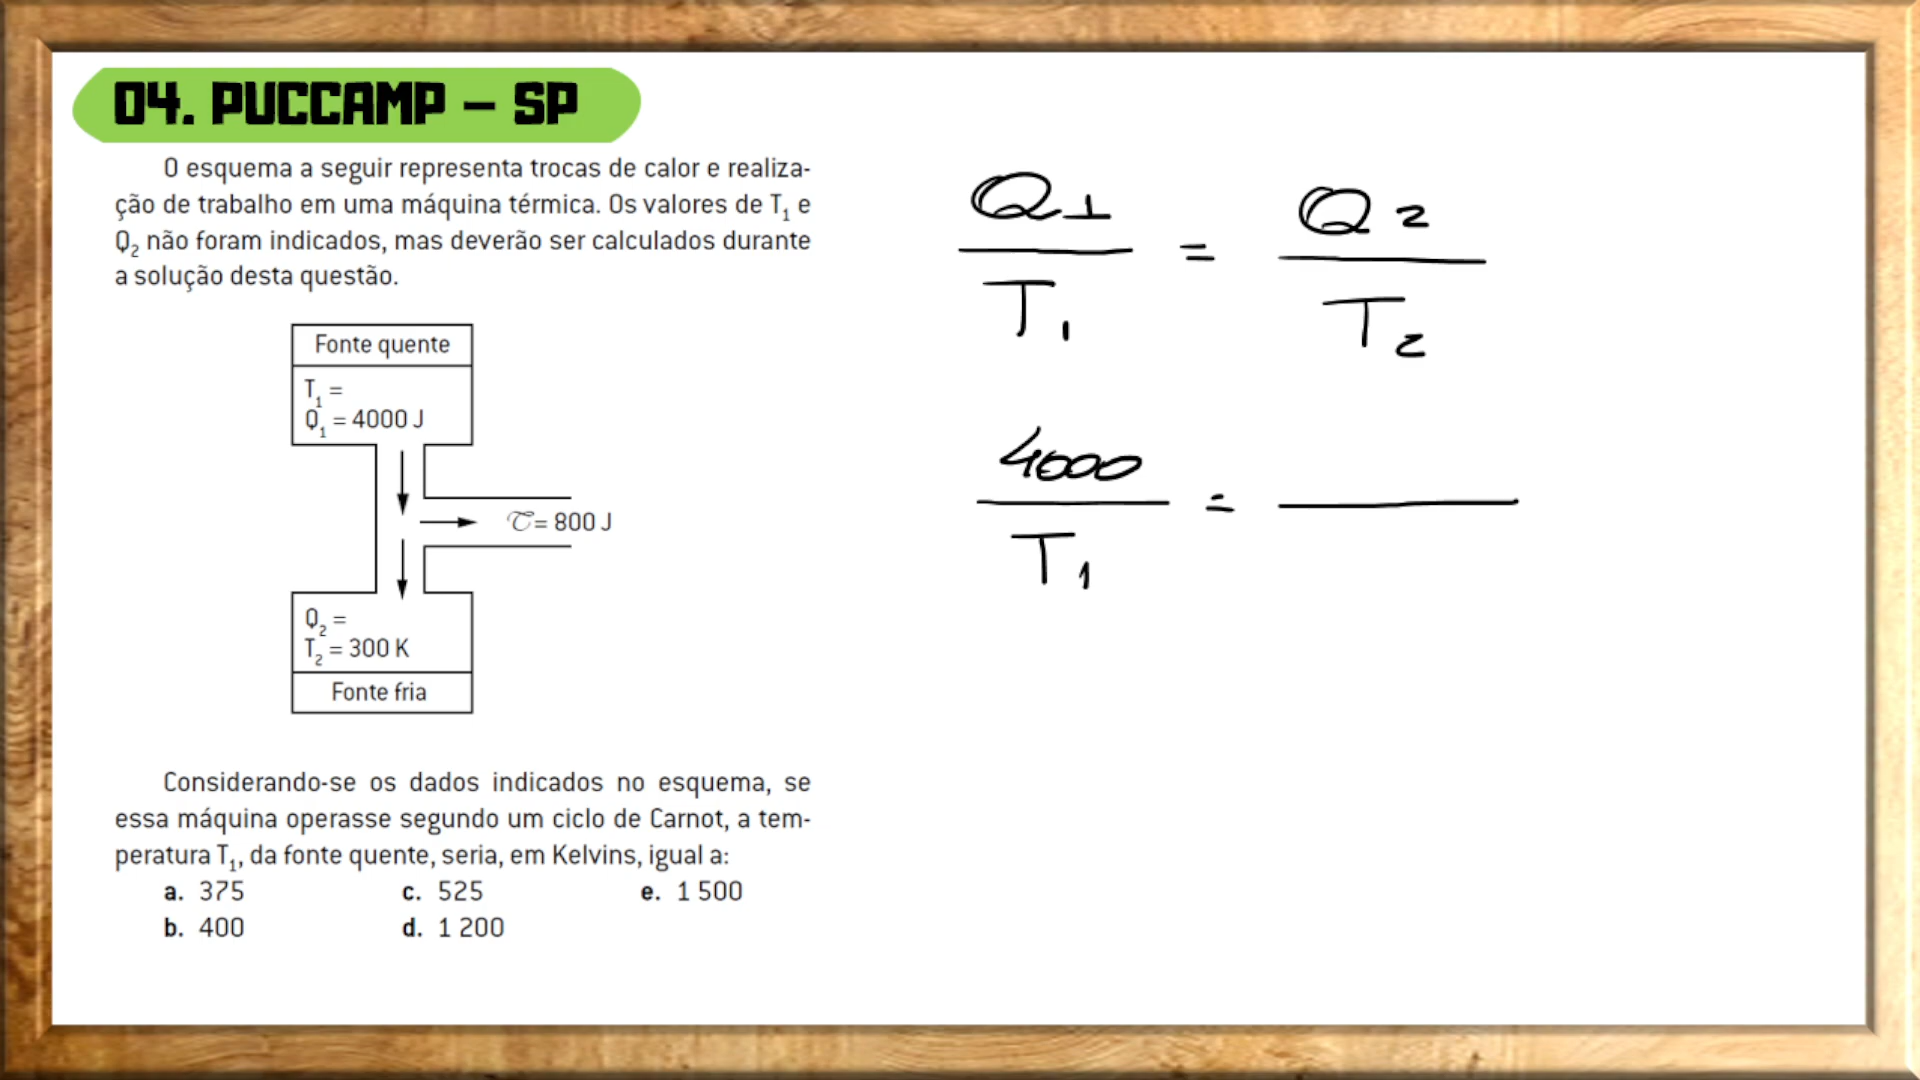 04. PUCCAMP – SP
O esquema a seguir representa trocas de calor e realiza-
ção de trabalho em uma máquina térmica. Os valores de T₁ e
Q₂ não foram indicados, mas deverão ser calculados durante
a solução desta questão.
Fonte quente
T₁ =
Q₁ = 4000 J
𝒯 = 800 J
Q₂ =
T₂ = 300 K
Fonte fria
Considerando-se os dados indicados no esquema, se
essa máquina operasse segundo um ciclo de Carnot, a tem-
peratura T₁, da fonte quente, seria, em Kelvins, igual a:
a. 375 c. 525 e. 1 500
b. 400 d. 1 200
Q₁ = Q₂
T₁ T₂
4000 =
T₁